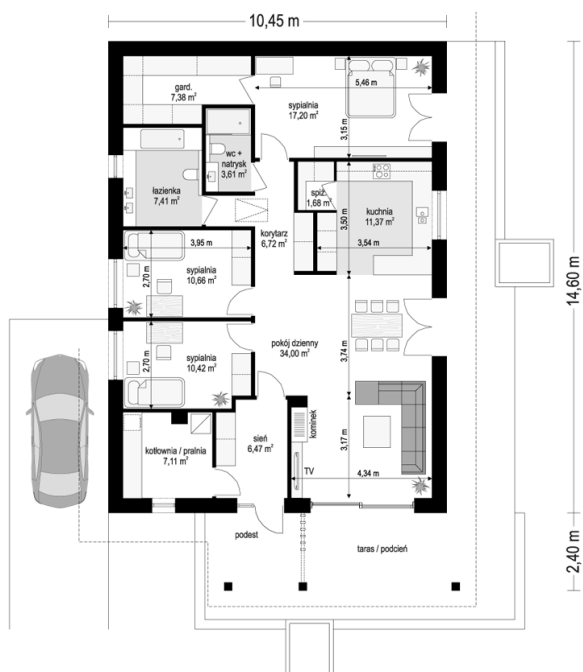 10,45 m
gard.
7,38 m²
5,46 m
sypialnia
17,20 m²
3,15 m
wc +
natrysk
3,61 m²
łazienka
7,41 m²
spiż.
1,68 m²
3,50 m
kuchnia
11,37 m²
korytarz
6,72 m²
3,54 m
3,95 m
2,70 m
sypialnia
10,66 m²
14,60 m
pokój dzienny
34,00 m²
3,74 m
2,70 m
sypialnia
10,42 m²
sień
6,47 m²
kominek
3,17 m
kotłownia / pralnia
7,11 m²
TV
4,34 m
podest
taras / podcień
2,40 m